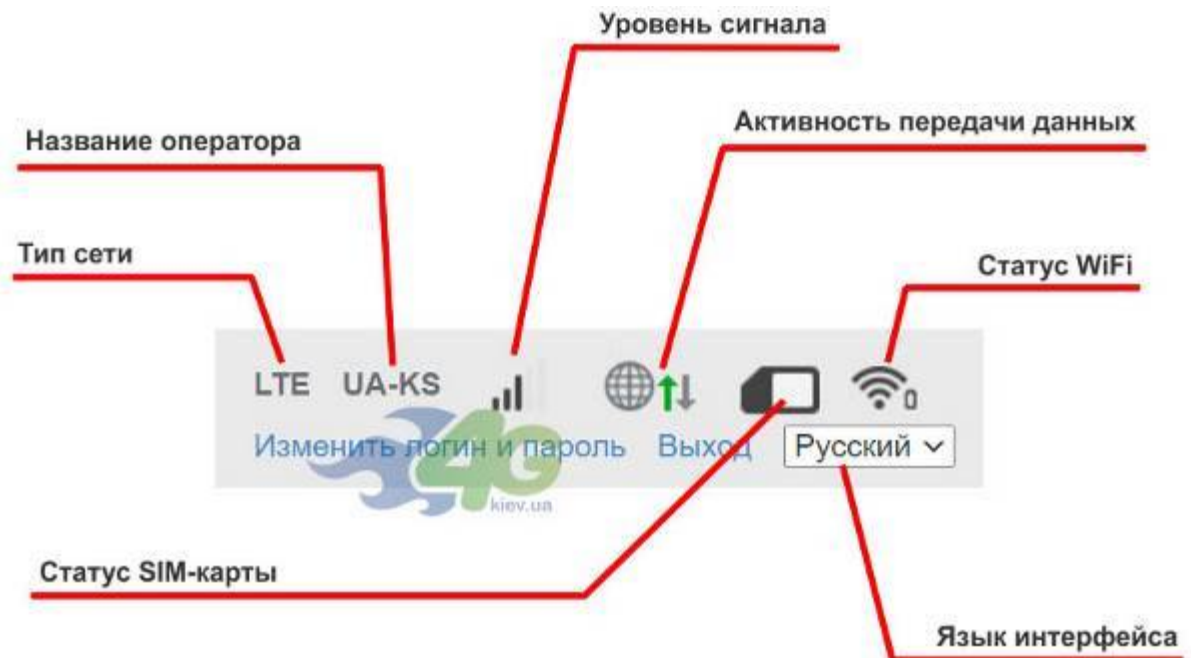 Уровень сигнала
Активность передачи данных
Название оператора
Тип сети
Статус WiFi
LTE UA-KS
Изменить логин и пароль Выход Русский
4G
kiev.ua
Статус SIM-карты
Язык интерфейса